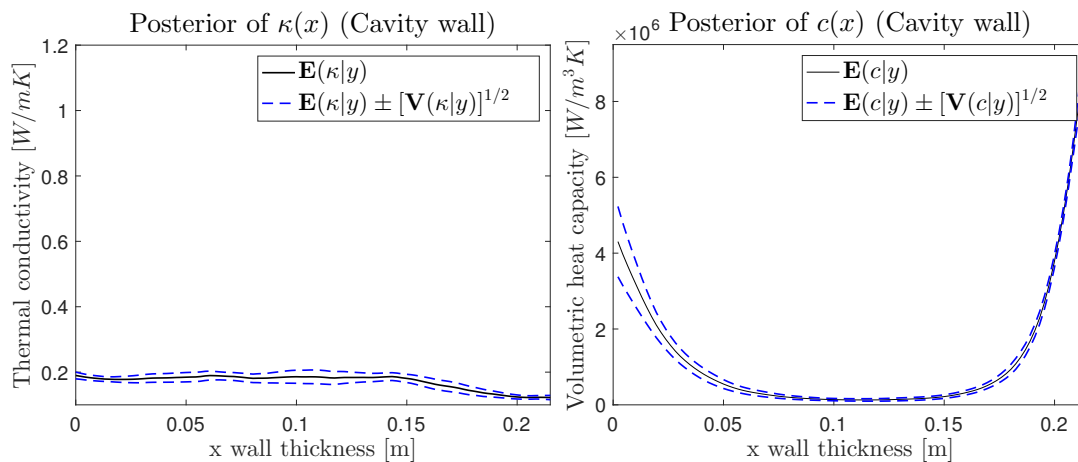 Posterior of κ(x) (Cavity wall)
1.2
1
0.8
0.6
0.4
0.2
Thermal conductivity [W/mK]
E(κ|y)
E(κ|y) ± [V(κ|y)]^{1/2}
0 0.05 0.1 0.15 0.2
x wall thickness [m]
Posterior of c(x) (Cavity wall)
×10^6
8
6
4
2
0
Volumetric heat capacity [W/m^3K]
E(c|y)
E(c|y) ± [V(c|y)]^{1/2}
0 0.05 0.1 0.15 0.2
x wall thickness [m]